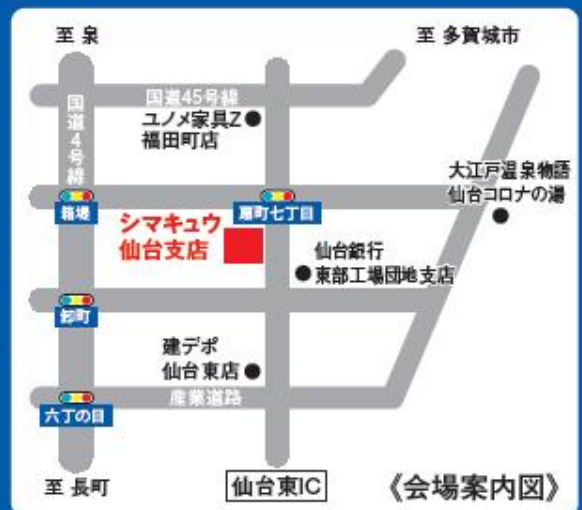 至 泉
至 多賀城市
国道45号線
国道4号線
ユノメ家具Z
福田町店
大江戸温泉物語
仙台コロナの湯
箱堤
扇町七丁目
シマキュウ
仙台支店
仙台銀行
東部工場団地支店
卸町
建デポ
仙台東店
産業道路
六丁の目
至 長町
仙台東IC
《会場案内図》